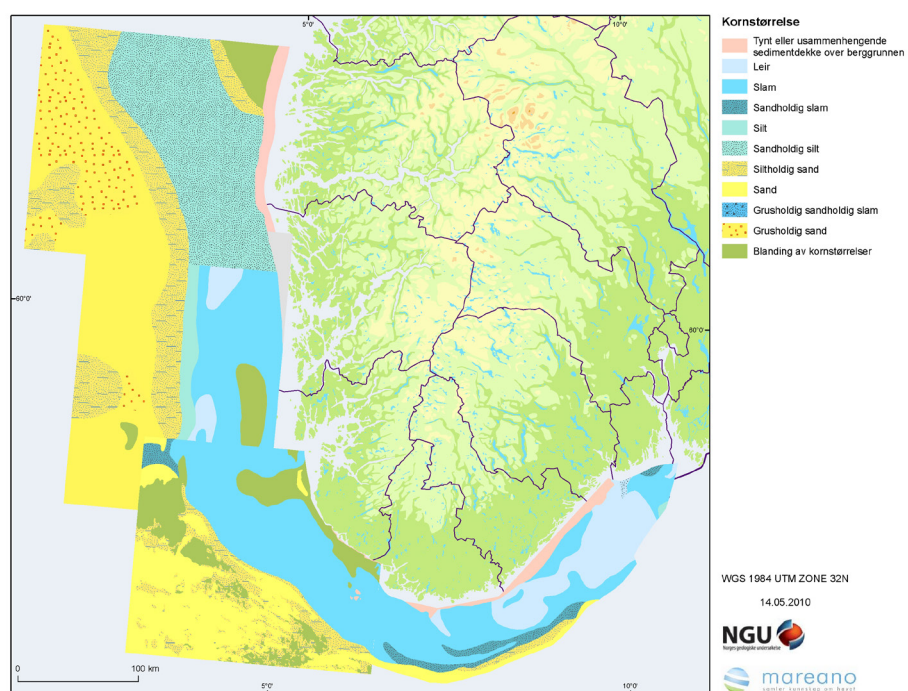 5°0'
10°0'
60°0'
60°0'
0
100 km
5°0'
10°0'
Kornstørrelse
Tynt eller usammenhengende
sedimentdekke over berggrunnen
Leir
Slam
Sandholdig slam
Silt
Sandholdig silt
Siltholdig sand
Sand
Grusholdig sandholdig slam
Grusholdig sand
Blanding av kornstørrelser
WGS 1984 UTM ZONE 32N
14.05.2010
NGU
Norges geologiske undersøkelse
mareano
samler kunnskap om havet